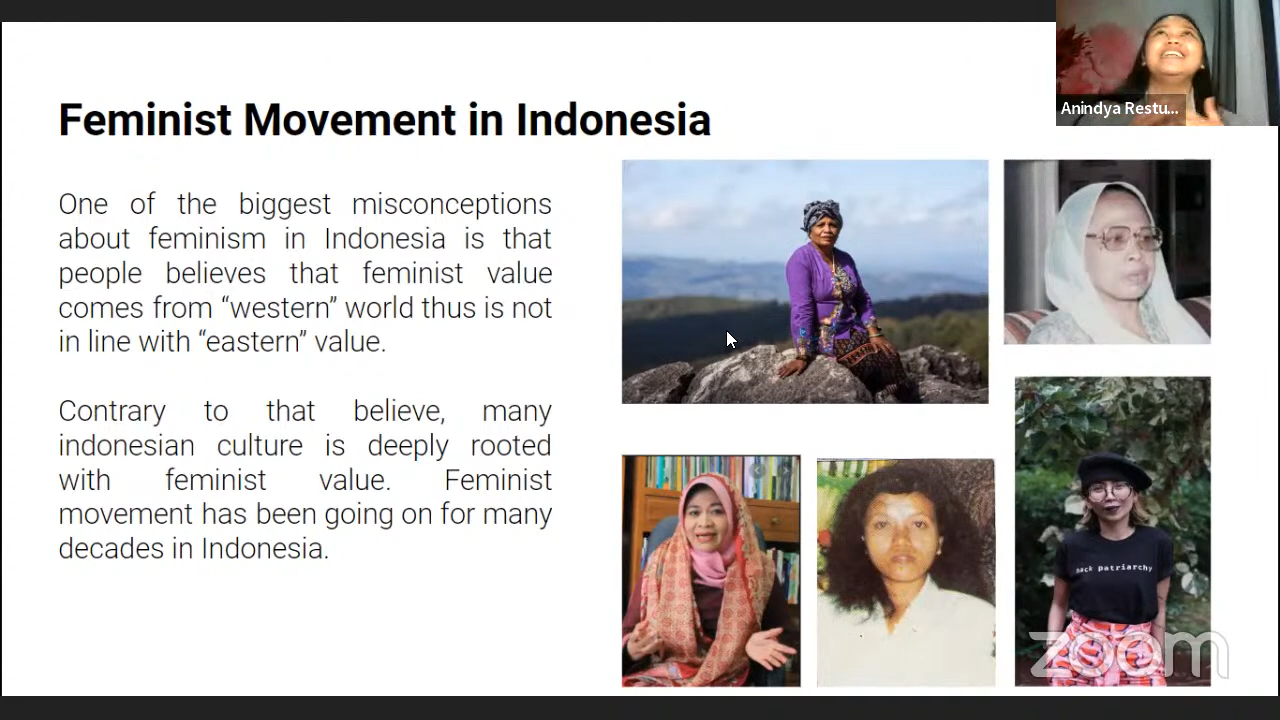 Anindya Restu...
Feminist Movement in Indonesia
One of the biggest misconceptions
about feminism in Indonesia is that
people believes that feminist value
comes from “western” world thus is not
in line with “eastern” value.
Contrary to that believe, many
indonesian culture is deeply rooted
with feminist value. Feminist
movement has been going on for many
decades in Indonesia.
hack patriarchy
zoom